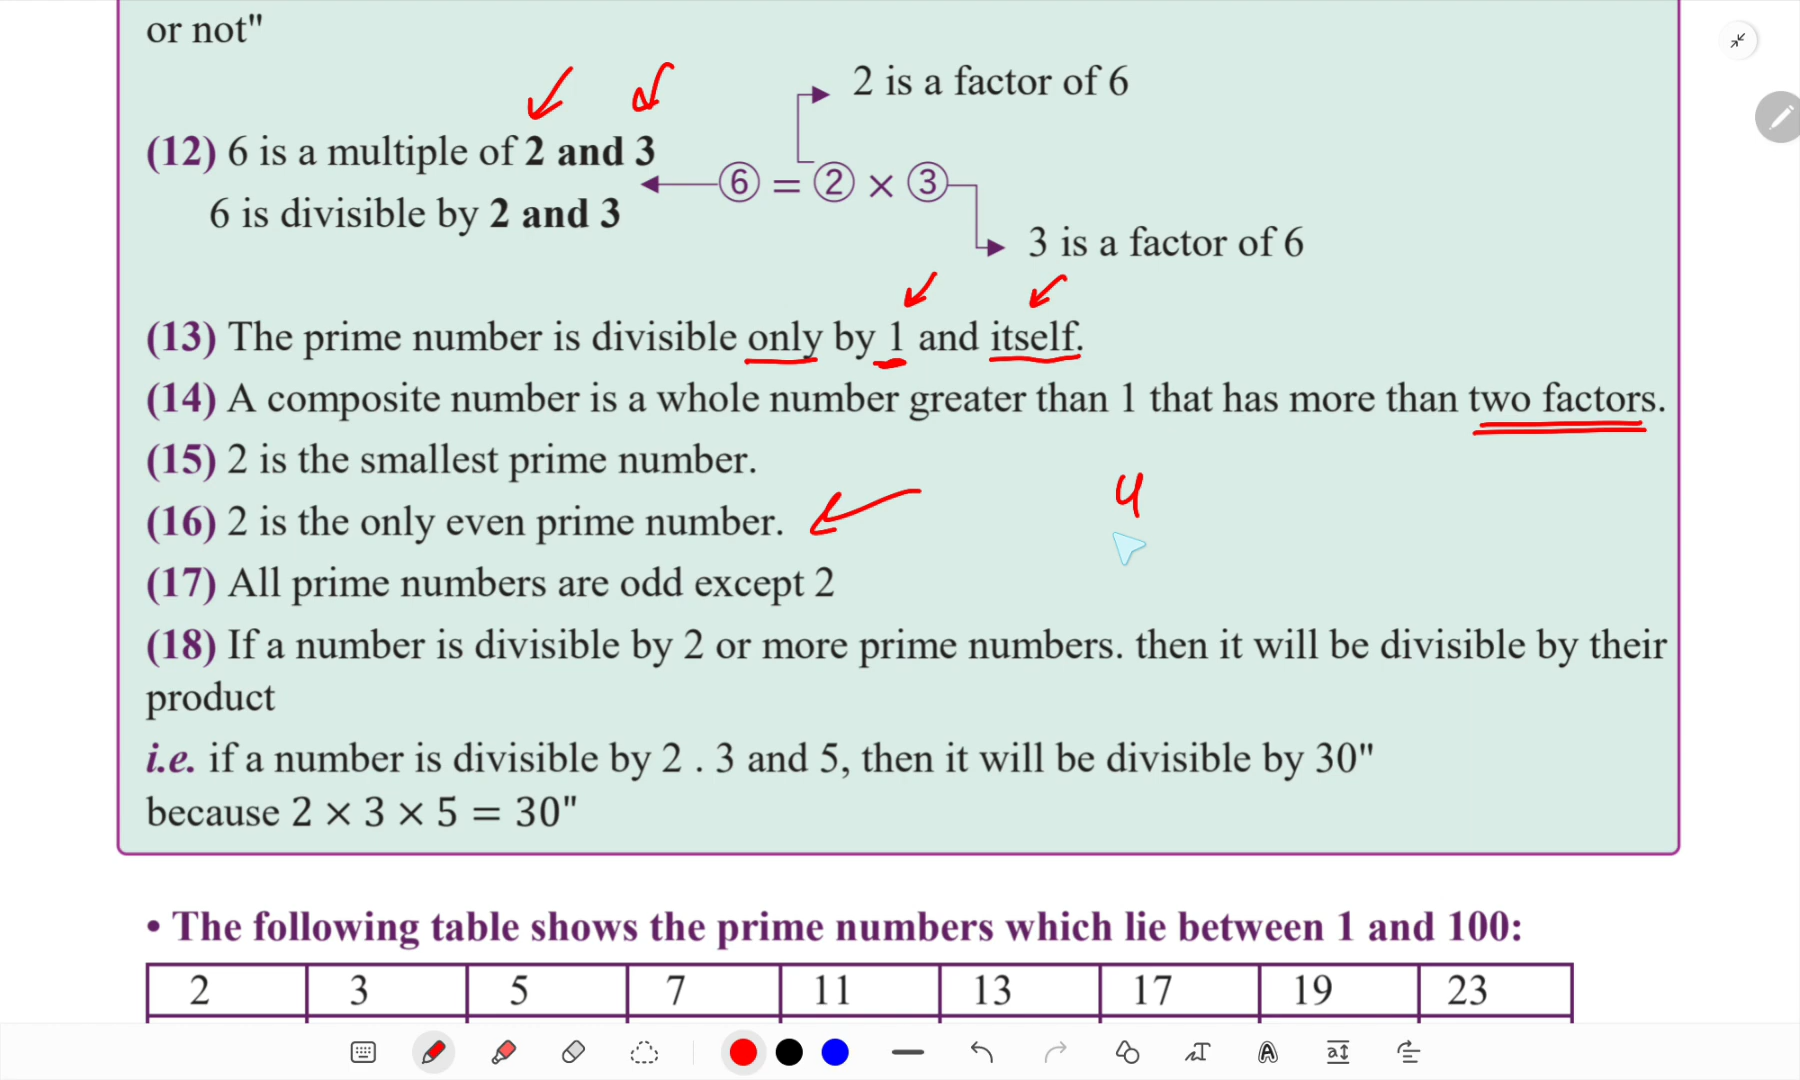 or not"
2 is a factor of 6
(12) 6 is a multiple of 2 and 3
6 = 2 × 3
6 is divisible by 2 and 3
3 is a factor of 6
(13) The prime number is divisible only by 1 and itself.
(14) A composite number is a whole number greater than 1 that has more than two factors.
(15) 2 is the smallest prime number.
4
(16) 2 is the only even prime number.
(17) All prime numbers are odd except 2
(18) If a number is divisible by 2 or more prime numbers. then it will be divisible by their
product
i.e. if a number is divisible by 2 . 3 and 5, then it will be divisible by 30"
because 2 × 3 × 5 = 30"
• The following table shows the prime numbers which lie between 1 and 100:
2 3 5 7 11 13 17 19 23